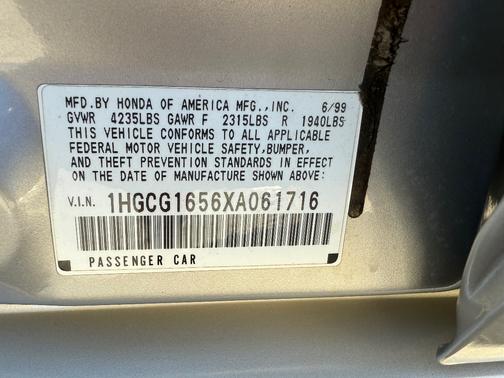 MFD.BY HONDA OF AMERICA MFG.,INC. 6/99
GVWR 4235LBS GAWR F 2315LBS R 1940LBS
THIS VEHICLE CONFORMS TO ALL APPLICABLE
FEDERAL MOTOR VEHICLE SAFETY,BUMPER,
AND THEFT PREVENTION STANDARDS IN EFFECT
ON THE DATE OF MANUFACTURE SHOWN ABOVE.
V.I.N. 1HGCG1656XA061716
PASSENGER CAR